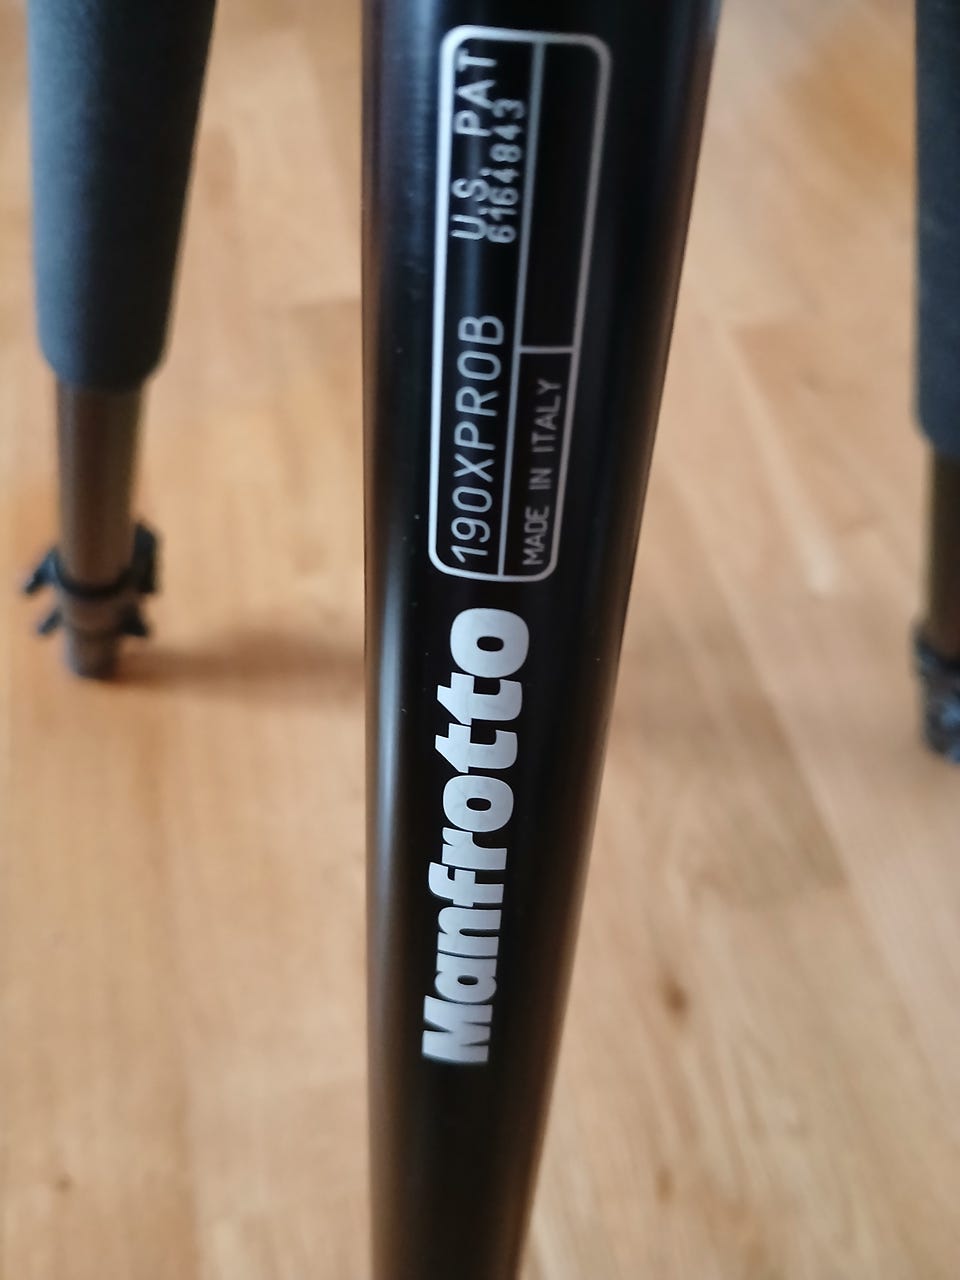 Manfrotto
190XPROB
U.S. PAT
6164843
MADE IN ITALY